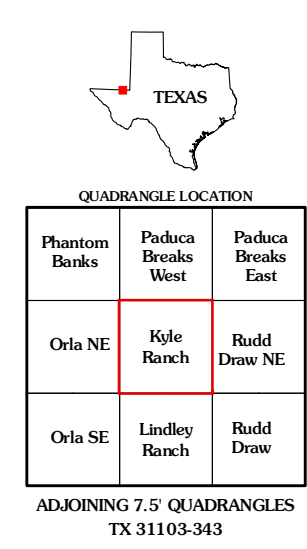 TEXAS
QUADRANGLE LOCATION
Phantom
Banks
Paduca
Breaks
West
Paduca
Breaks
East
Orla NE
Kyle
Ranch
Rudd
Draw NE
Orla SE
Lindley
Ranch
Rudd
Draw
ADJOINING 7.5' QUADRANGLES
TX 31103-343